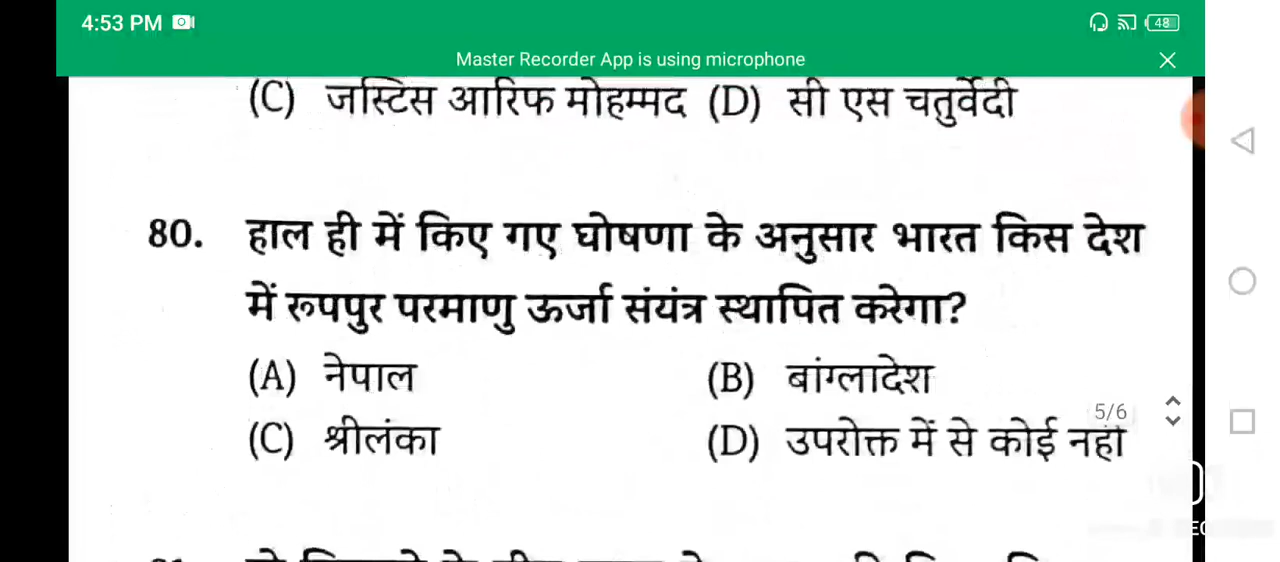 4:53 PM
48
Master Recorder App is using microphone
(C) जस्टिस आरिफ मोहम्मद (D) सी एस चतुर्वेदी
80. हाल ही में किए गए घोषणा के अनुसार भारत किस देश
में रूपपुर परमाणु ऊर्जा संयंत्र स्थापित करेगा?
(A) नेपाल (B) बांग्लादेश
5/6
(C) श्रीलंका (D) उपरोक्त में से कोई नहीं